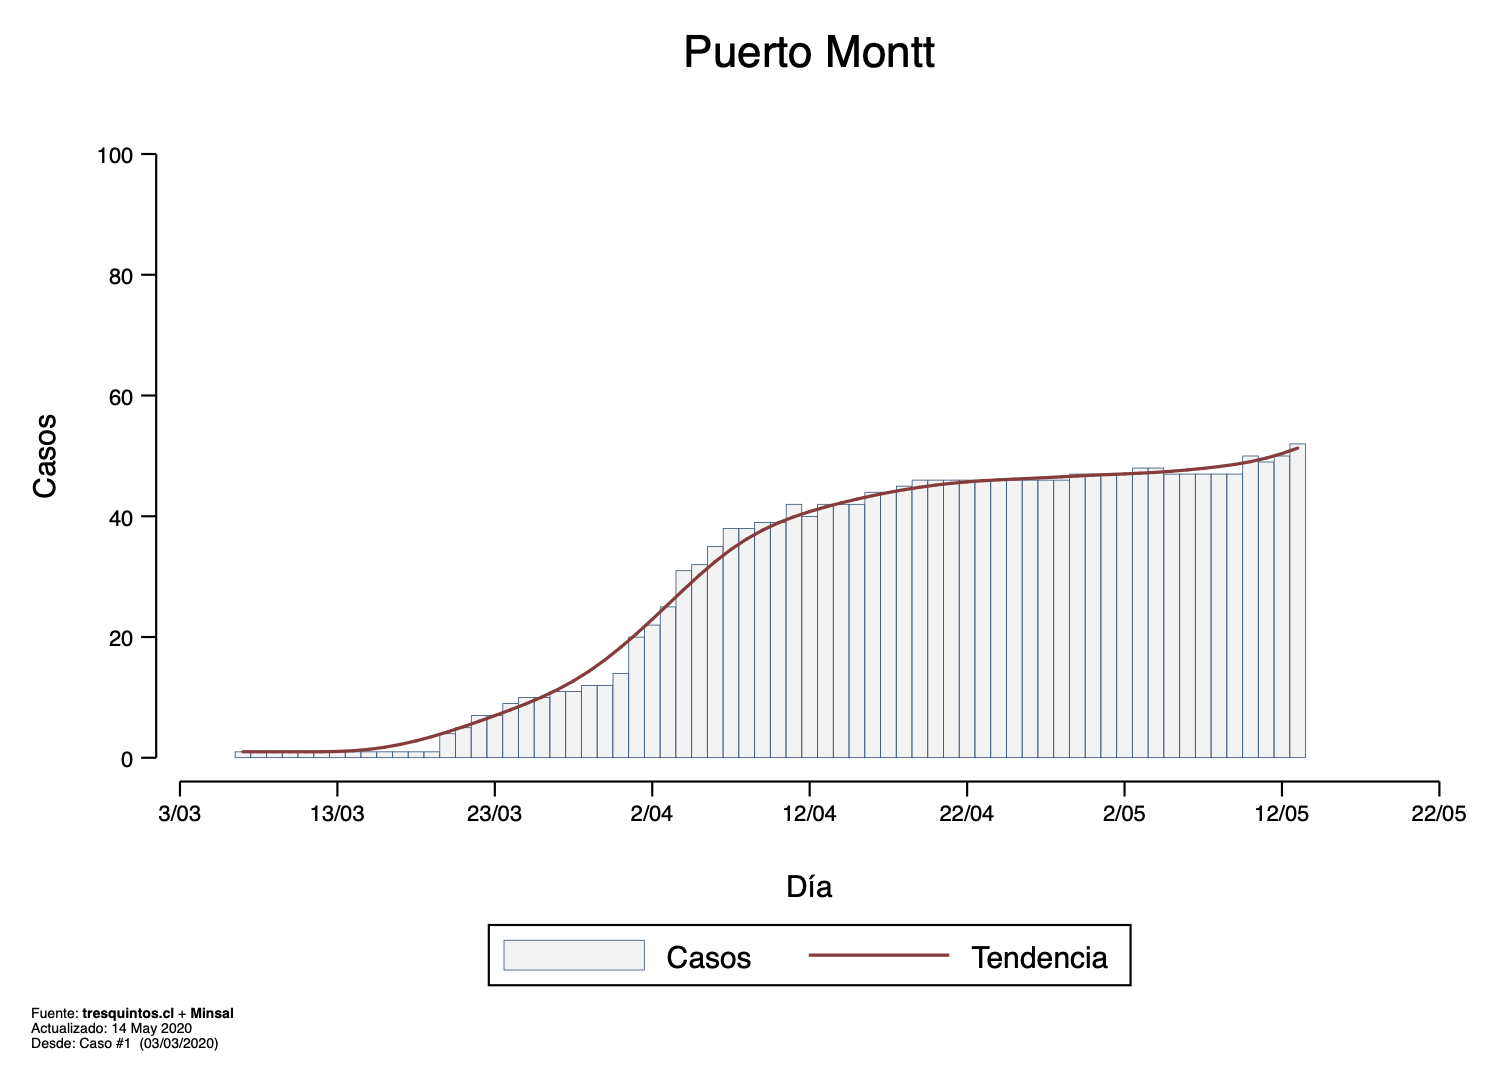 Puerto Montt
100
80
60
40
20
0
Casos
3/03 13/03 23/03 2/04 12/04 22/04 2/05 12/05 22/05
Día
Casos Tendencia
Fuente: tresquintos.cl + Minsal
Actualizado: 14 May 2020
Desde: Caso #1 (03/03/2020)